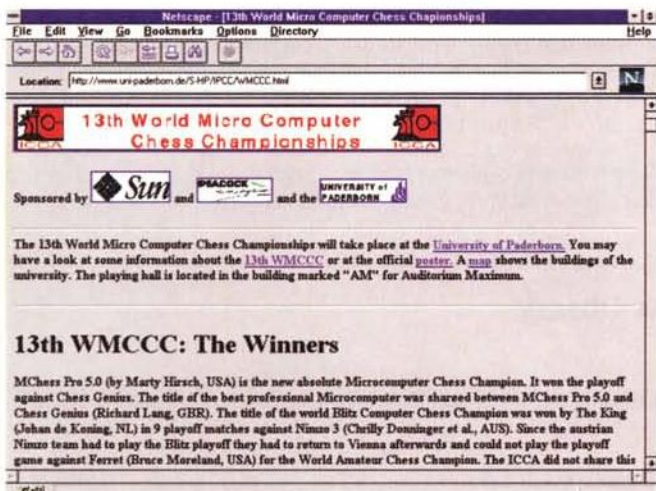 Netscape - [13th World Micro Computer Chess Chapionships]
File Edit View Go Bookmarks Options Directory Help
Location: http://www.uni-paderborn.de/S-HP/IPCC/WMCCC.html N
13th World Micro Computer
Chess Championships
ICCA ICCA
Sponsored by Sun and PEACOCK and the UNIVERSITY of
PADERBORN
The 13th World Micro Computer Chess Championships will take place at the University of Paderborn. You may
have a look at some information about the 13th WMCCC or at the official poster. A map shows the buildings of the
university. The playing hall is located in the building marked "AM" for Auditorium Maximum.
13th WMCCC: The Winners
MChess Pro 5.0 (by Marty Hirsch, USA) is the new absolute Microcomputer Chess Champion. It won the playoff
against Chess Genius. The title of the best professional Microcomputer was shareed between MChess Pro 5.0 and
Chess Genius (Richard Lang, GBR). The title of the world Blitz Computer Chess Champion was won by The King
(Johan de Koning, NL) in 9 playoff matches against Nimzo 3 (Chrilly Donninger et al., AUS). Since the austrian
Nimzo team had to play the Blitz playoff they had to return to Vienna afterwards and could not play the playoff
game against Ferret (Bruce Moreland, USA) for the World Amateur Chess Champion. The ICCA did not share this